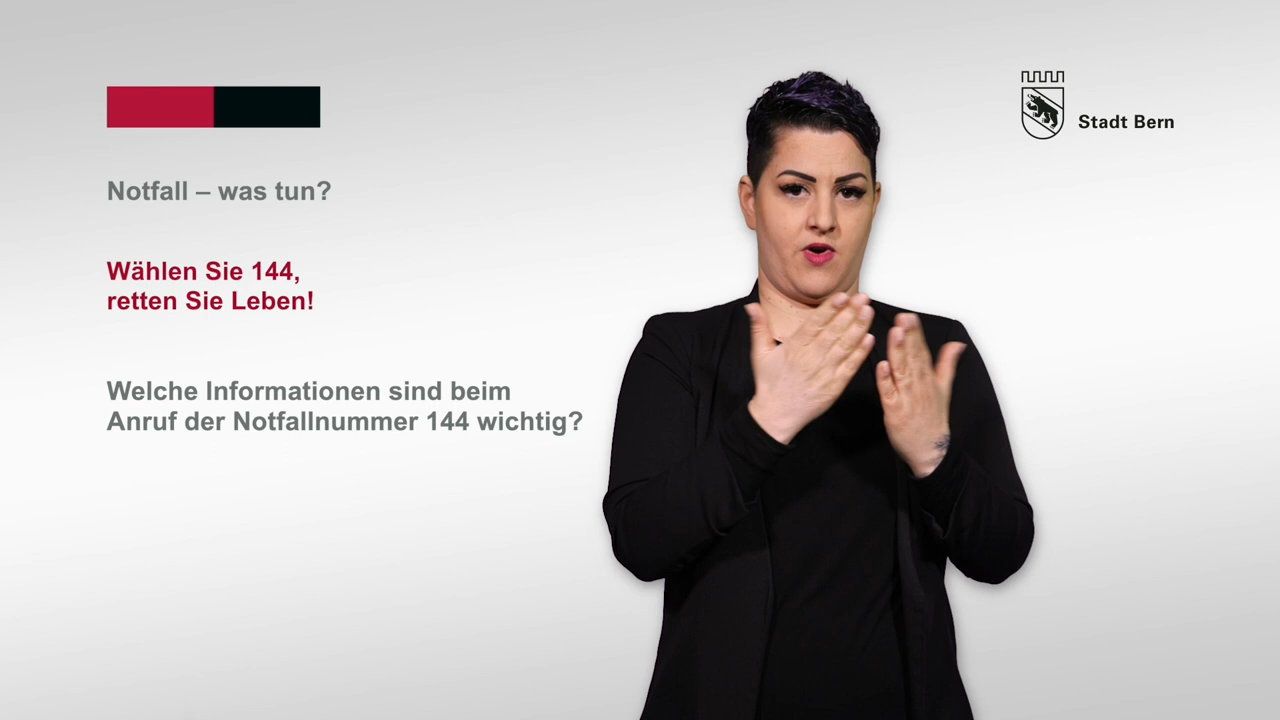 Stadt Bern
Notfall – was tun?
Wählen Sie 144,
retten Sie Leben!
Welche Informationen sind beim
Anruf der Notfallnummer 144 wichtig?